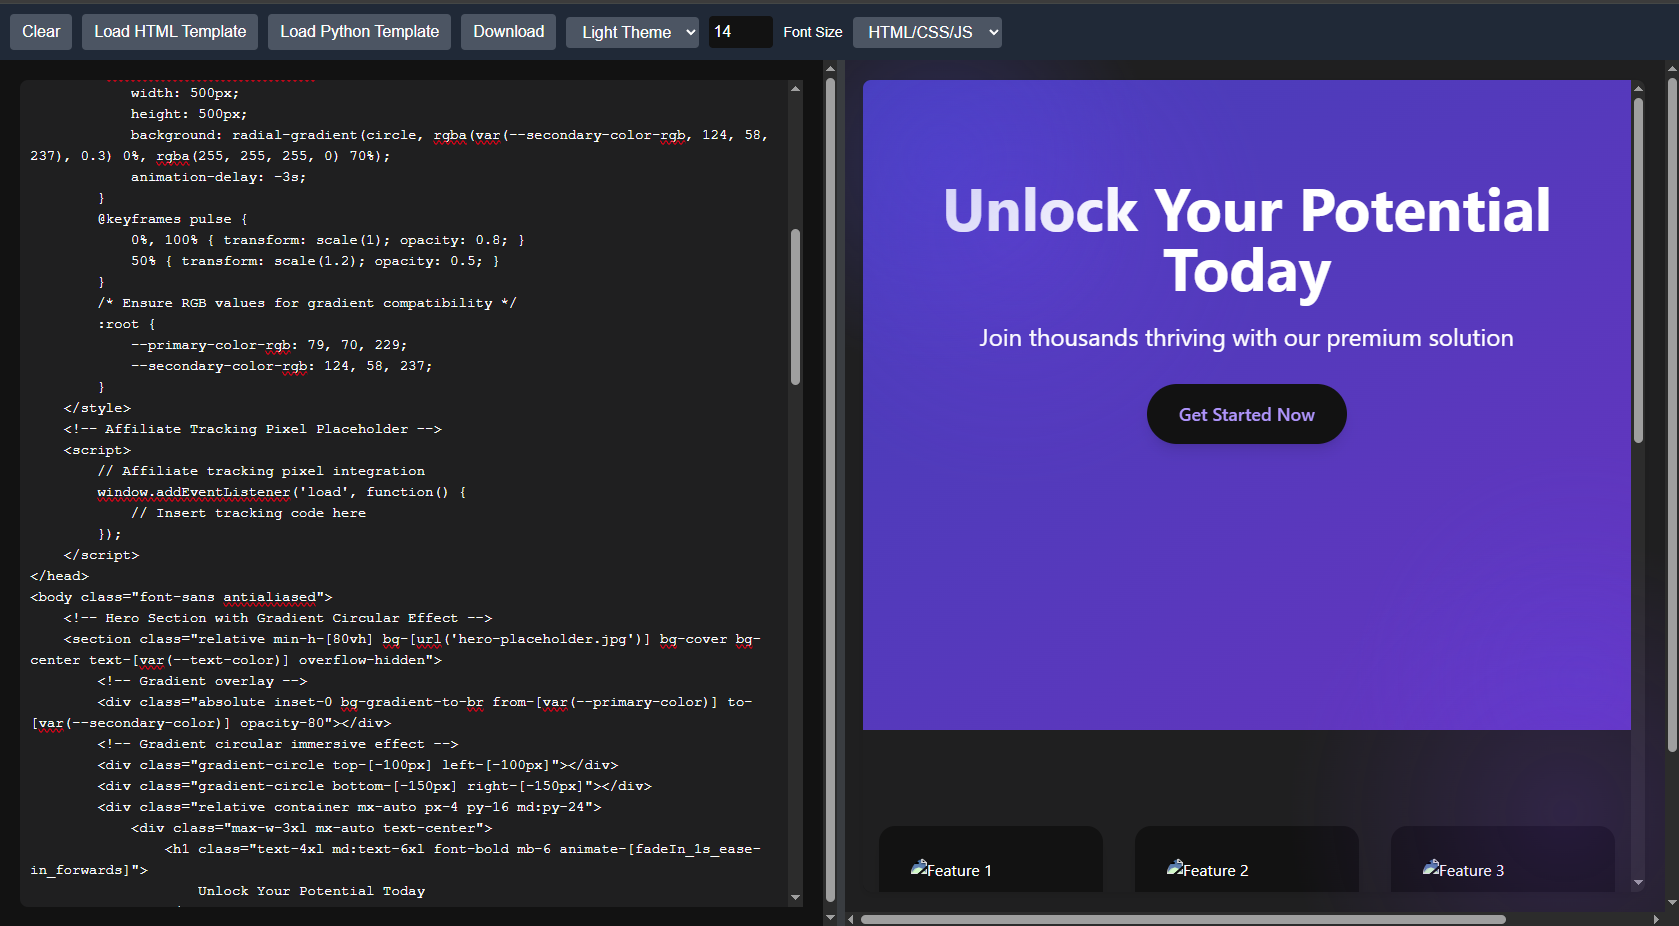 Clear Load HTML Template Load Python Template Download Light Theme 14 Font Size HTML/CSS/JS
width: 500px;
height: 500px;
background: radial-gradient(circle, rgba(var(--secondary-color-rgb, 124, 58,
237), 0.3) 0%, rgba(255, 255, 255, 0) 70%);
animation-delay: -3s;
}
@keyframes pulse {
0%, 100% { transform: scale(1); opacity: 0.8; }
50% { transform: scale(1.2); opacity: 0.5; }
}
/* Ensure RGB values for gradient compatibility */
:root {
--primary-color-rgb: 79, 70, 229;
--secondary-color-rgb: 124, 58, 237;
}
</style>
<!-- Affiliate Tracking Pixel Placeholder -->
<script>
// Affiliate tracking pixel integration
window.addEventListener('load', function() {
// Insert tracking code here
});
</script>
</head>
<body class="font-sans antialiased">
<!-- Hero Section with Gradient Circular Effect -->
<section class="relative min-h-[80vh] bg-[url('hero-placeholder.jpg')] bg-cover bg-
center text-[var(--text-color)] overflow-hidden">
<!-- Gradient overlay -->
<div class="absolute inset-0 bg-gradient-to-br from-[var(--primary-color)] to-
[var(--secondary-color)] opacity-80"></div>
<!-- Gradient circular immersive effect -->
<div class="gradient-circle top-[-100px] left-[-100px]"></div>
<div class="gradient-circle bottom-[-150px] right-[-150px]"></div>
<div class="relative container mx-auto px-4 py-16 md:py-24">
<div class="max-w-3xl mx-auto text-center">
<h1 class="text-4xl md:text-6xl font-bold mb-6 animate-[fadeIn_1s_ease-
in_forwards]">
Unlock Your Potential Today
Unlock Your Potential
Today
Join thousands thriving with our premium solution
Get Started Now
Feature 1
Feature 2
Feature 3